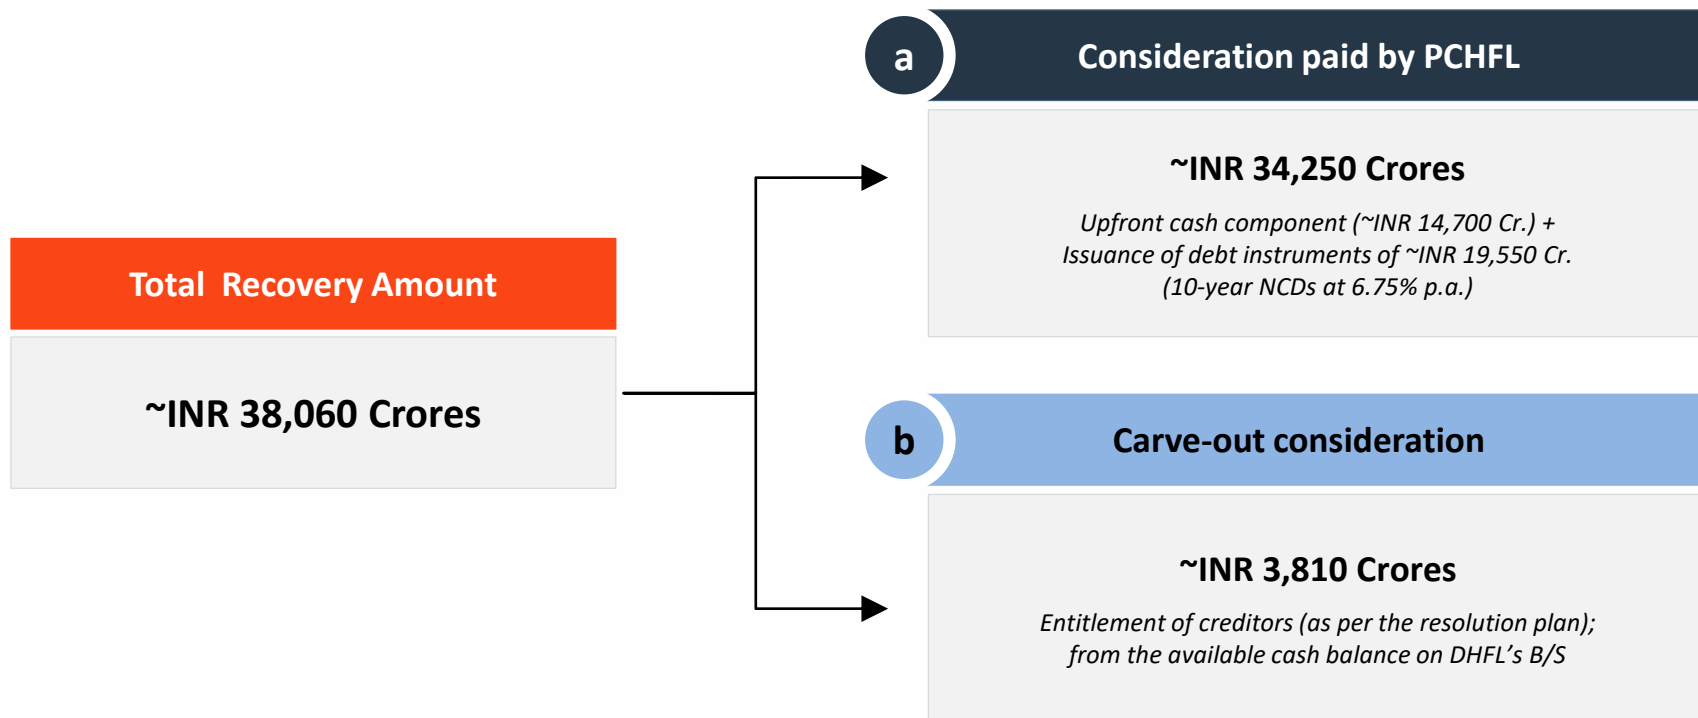 Total Recovery Amount
~INR 38,060 Crores
a
Consideration paid by PCHFL
~INR 34,250 Crores
Upfront cash component (~INR 14,700 Cr.) +
Issuance of debt instruments of ~INR 19,550 Cr.
(10-year NCDs at 6.75% p.a.)
b
Carve-out consideration
~INR 3,810 Crores
Entitlement of creditors (as per the resolution plan);
from the available cash balance on DHFL’s B/S